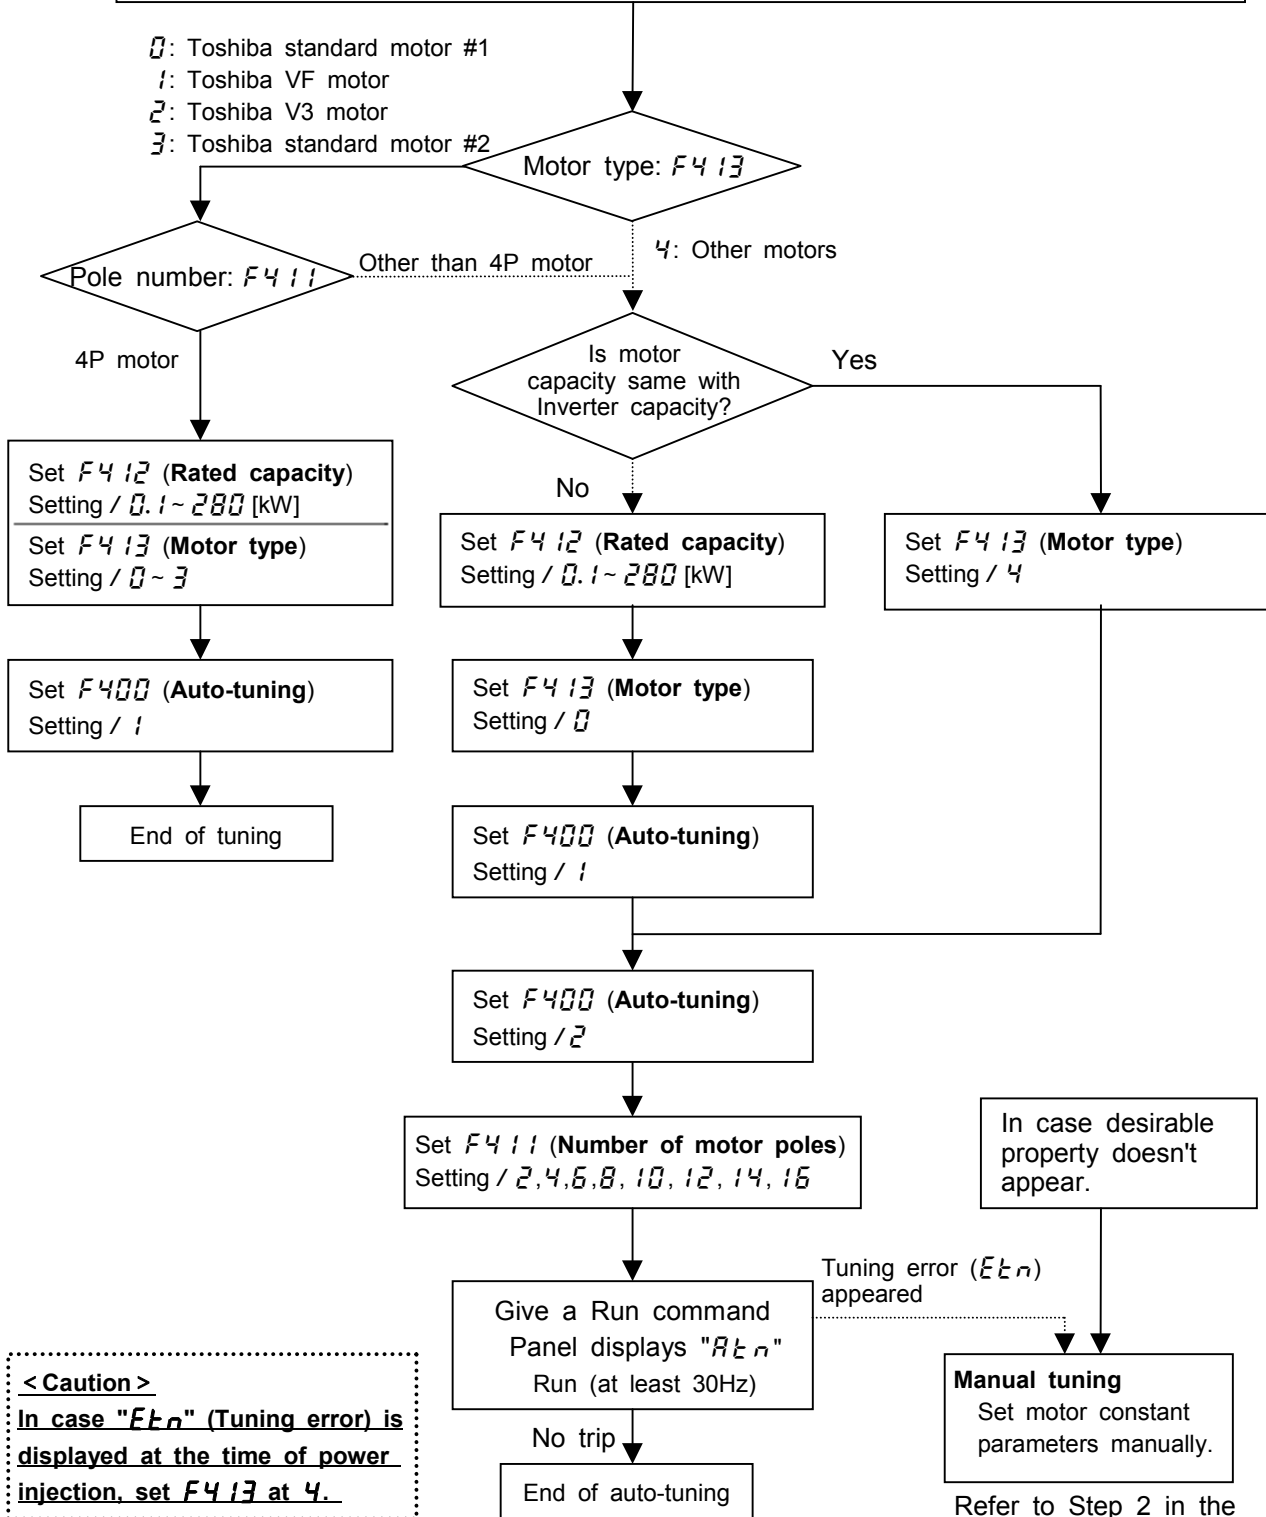 0: Toshiba standard motor #1
1: Toshiba VF motor
2: Toshiba V3 motor
3: Toshiba standard motor #2
Motor type: F413
Pole number: F411
Other than 4P motor
4: Other motors
4P motor
Is motor
capacity same with
Inverter capacity?
Yes
No
Set F412 (Rated capacity)
Setting / 0.1~280 [kW]
Set F413 (Motor type)
Setting / 0~3
Set F412 (Rated capacity)
Setting / 0.1~280 [kW]
Set F413 (Motor type)
Setting / 4
Set F400 (Auto-tuning)
Setting / 1
Set F413 (Motor type)
Setting / 0
End of tuning
Set F400 (Auto-tuning)
Setting / 1
Set F400 (Auto-tuning)
Setting / 2
Set F411 (Number of motor poles)
Setting / 2,4,6,8,10,12,14,16
In case desirable
property doesn't
appear.
Give a Run command
Panel displays "Atn"
Run (at least 30Hz)
Tuning error (Etn)
appeared
Manual tuning
Set motor constant
parameters manually.
No trip
End of auto-tuning
Refer to Step 2 in the
<Caution>
In case "Etn" (Tuning error) is
displayed at the time of power
injection, set F413 at 4.